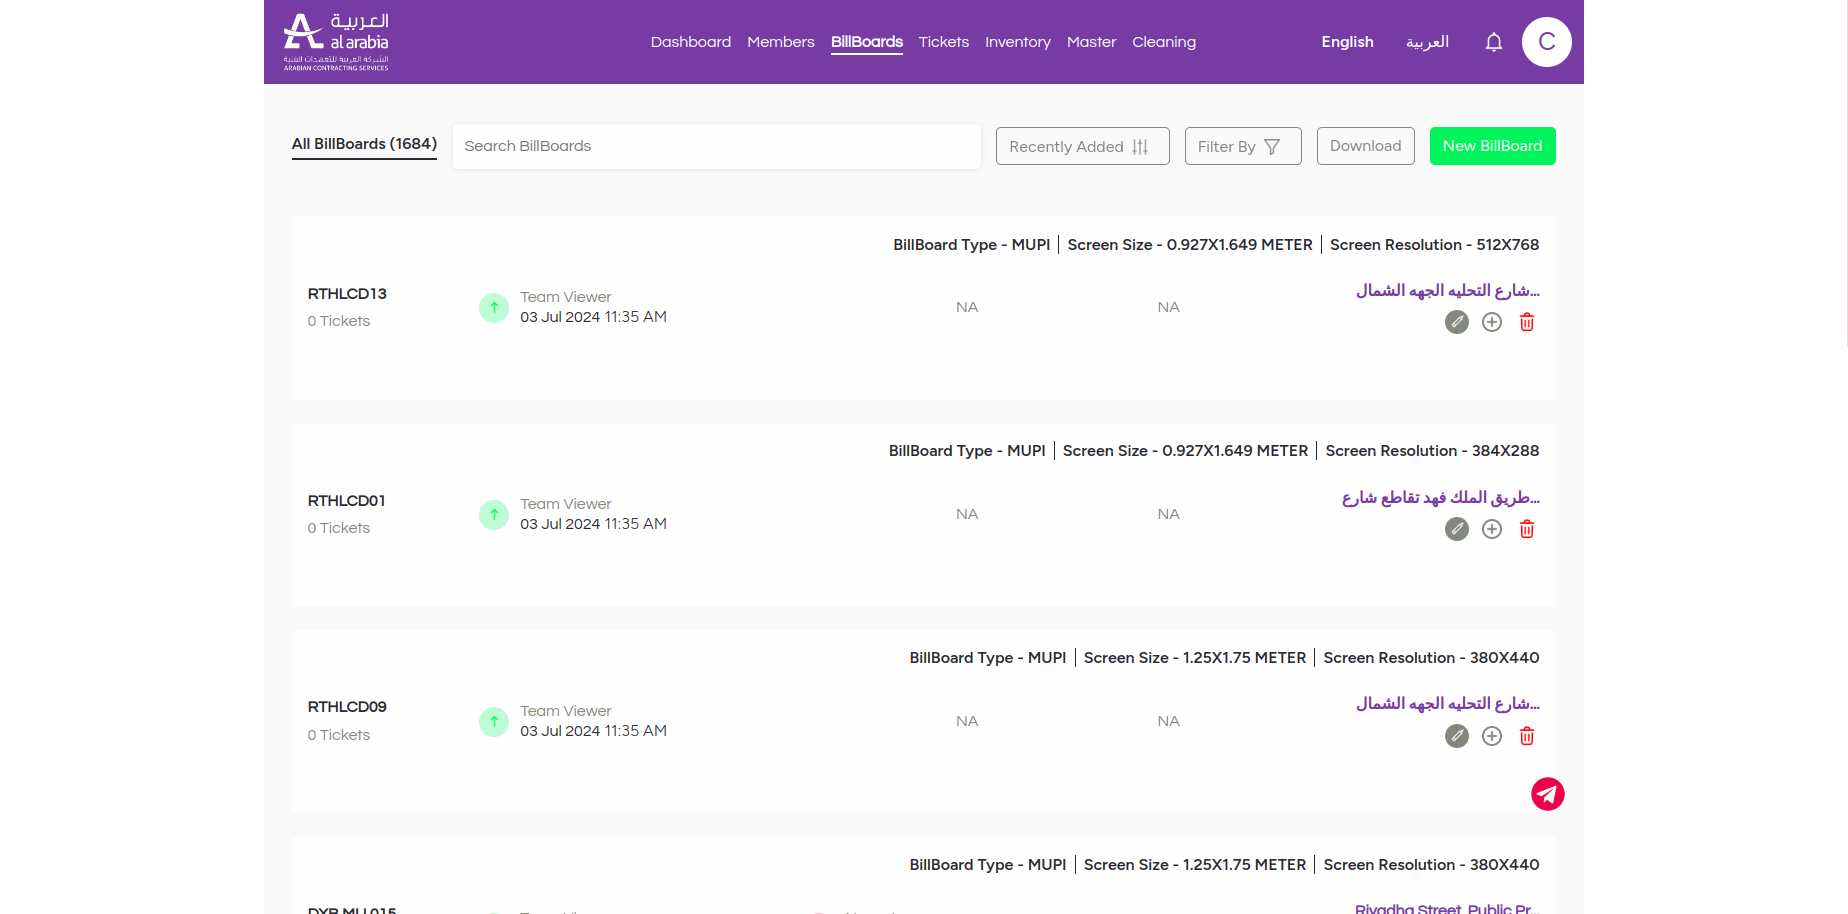 العربية
al arabia
الشركة العربية للتعهدات الفنية
ARABIAN CONTRACTING SERVICES
Dashboard Members BillBoards Tickets Inventory Master Cleaning English العربية C
All BillBoards (1684) Search BillBoards Recently Added Filter By Download New BillBoard
BillBoard Type - MUPI Screen Size - 0.927X1.649 METER Screen Resolution - 512X768
RTHLCD13
0 Tickets
Team Viewer
03 Jul 2024 11:35 AM
NA
NA
شارع التحليه الجهه الشمال...
BillBoard Type - MUPI Screen Size - 0.927X1.649 METER Screen Resolution - 384X288
RTHLCD01
0 Tickets
Team Viewer
03 Jul 2024 11:35 AM
NA
NA
طريق الملك فهد تقاطع شارع...
BillBoard Type - MUPI Screen Size - 1.25X1.75 METER Screen Resolution - 380X440
RTHLCD09
0 Tickets
Team Viewer
03 Jul 2024 11:35 AM
NA
NA
شارع التحليه الجهه الشمال...
BillBoard Type - MUPI Screen Size - 1.25X1.75 METER Screen Resolution - 380X440
Riyadha Street, Public Pr...